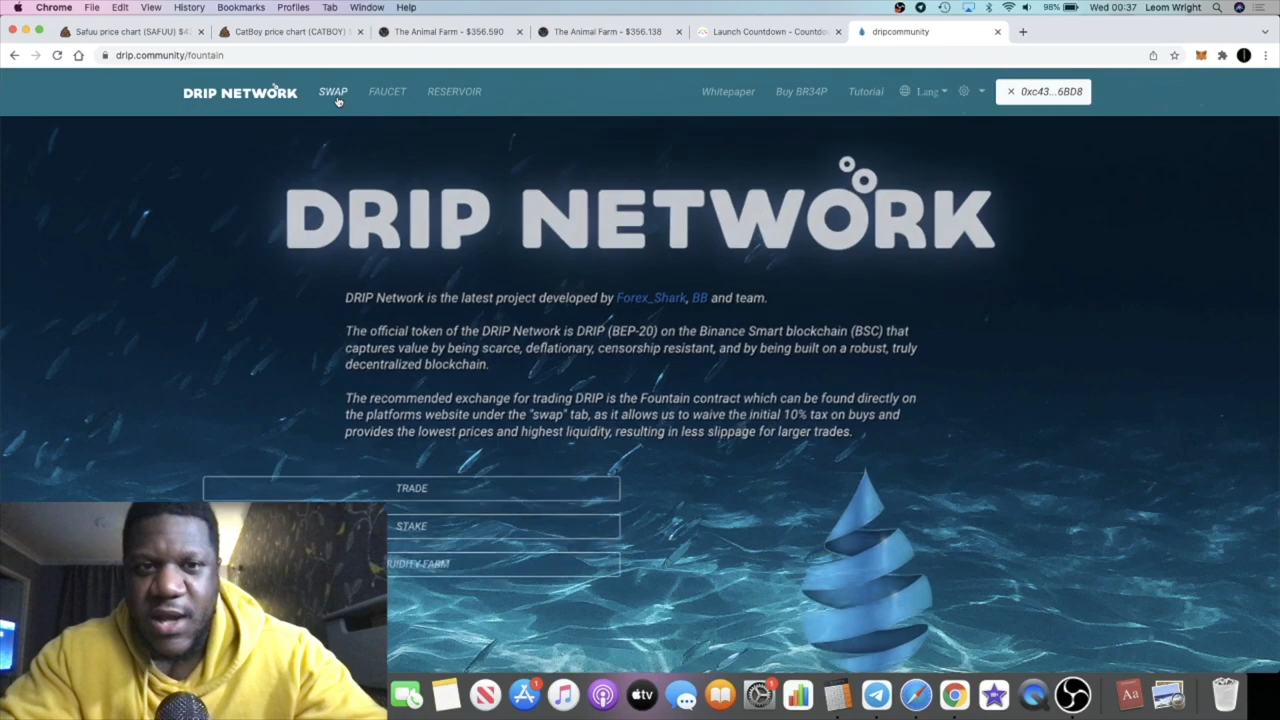 Chrome File Edit View History Bookmarks Profiles Tab Window Help 98% Wed 00:37 Leom Wright
Safuu price chart (SAFUU) $4 CatBoy price chart (CATBOY) The Animal Farm - $356.590 The Animal Farm - $356.138 Launch Countdown - Countdo dripcommunity
drip.community/fountain
DRIP NETWORK SWAP FAUCET RESERVOIR Whitepaper Buy BR34P Tutorial Lang 0xc43...6BD8
DRIP NETWORK
DRIP Network is the latest project developed by Forex_Shark, BB and team.
The official token of the DRIP Network is DRIP (BEP-20) on the Binance Smart blockchain (BSC) that
captures value by being scarce, deflationary, censorship resistant, and by being built on a robust, truly
decentralized blockchain.
The recommended exchange for trading DRIP is the Fountain contract which can be found directly on
the platforms website under the "swap" tab, as it allows us to waive the initial 10% tax on buys and
provides the lowest prices and highest liquidity, resulting in less slippage for larger trades.
TRADE
STAKE
UIDITY FARM
1 tv 1 Aa